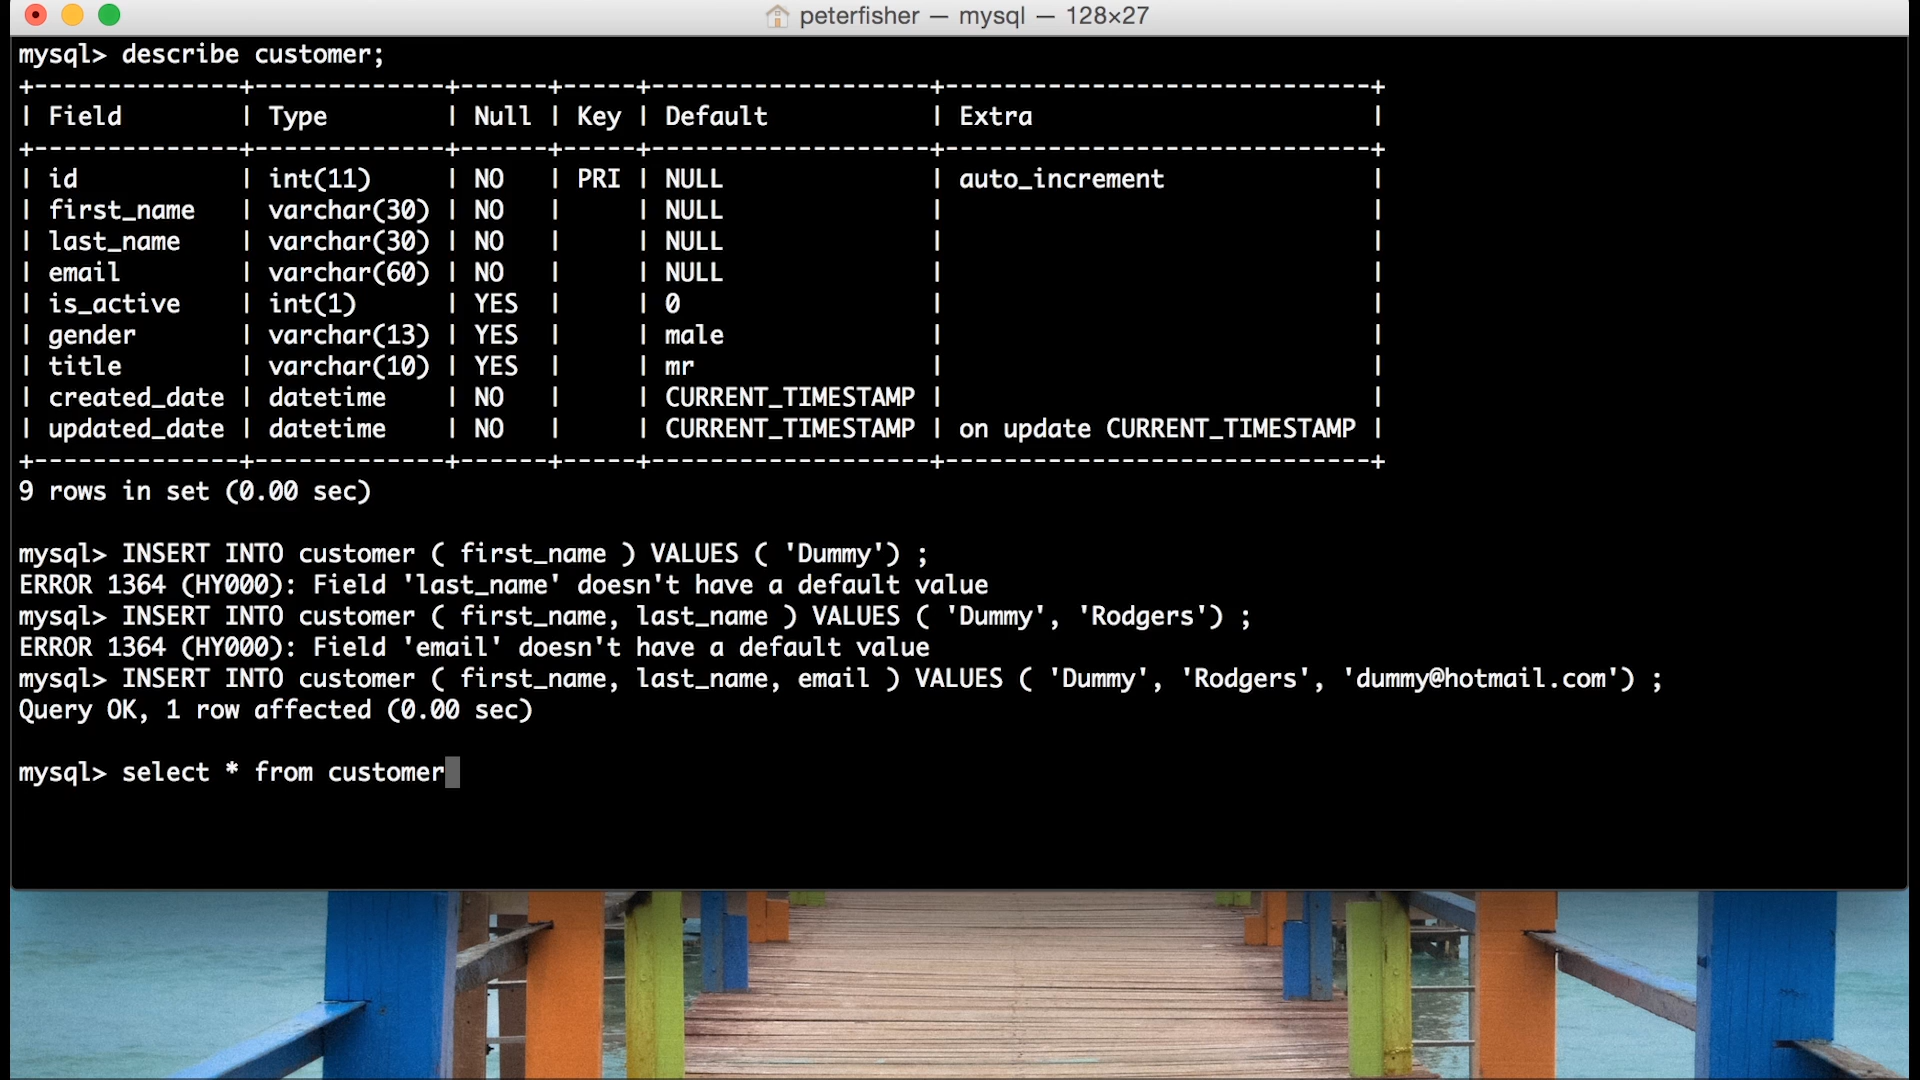 peterfisher — mysql — 128×27
mysql> describe customer;
+--------------+-------------+------+-----+-------------------+-----------------------------+
| Field        | Type        | Null | Key | Default           | Extra                       |
+--------------+-------------+------+-----+-------------------+-----------------------------+
| id           | int(11)     | NO   | PRI | NULL              | auto_increment              |
| first_name   | varchar(30) | NO   |     | NULL              |                             |
| last_name    | varchar(30) | NO   |     | NULL              |                             |
| email        | varchar(60) | NO   |     | NULL              |                             |
| is_active    | int(1)      | YES  |     | 0                 |                             |
| gender       | varchar(13) | YES  |     | male              |                             |
| title        | varchar(10) | YES  |     | mr                |                             |
| created_date | datetime    | NO   |     | CURRENT_TIMESTAMP |                             |
| updated_date | datetime    | NO   |     | CURRENT_TIMESTAMP | on update CURRENT_TIMESTAMP |
+--------------+-------------+------+-----+-------------------+-----------------------------+
9 rows in set (0.00 sec)
mysql> INSERT INTO customer ( first_name ) VALUES ( 'Dummy') ;
ERROR 1364 (HY000): Field 'last_name' doesn't have a default value
mysql> INSERT INTO customer ( first_name, last_name ) VALUES ( 'Dummy', 'Rodgers') ;
ERROR 1364 (HY000): Field 'email' doesn't have a default value
mysql> INSERT INTO customer ( first_name, last_name, email ) VALUES ( 'Dummy', 'Rodgers', 'dummy@hotmail.com') ;
Query OK, 1 row affected (0.00 sec)
mysql> select * from customer